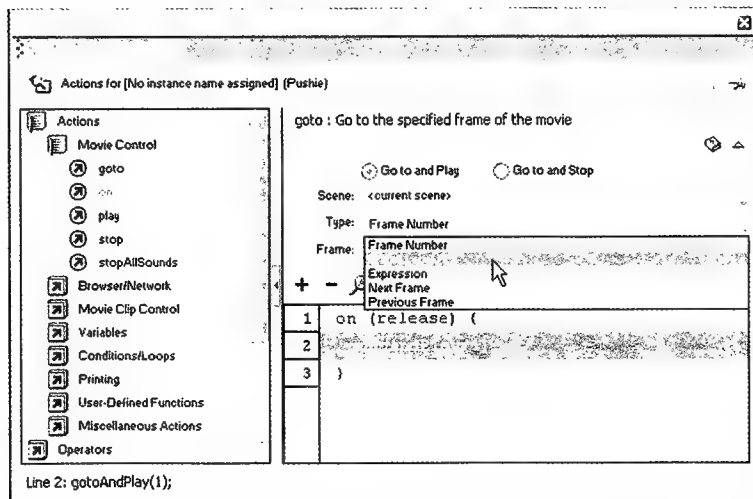 Actions for [No instance name assigned] (Pushie)
Actions
Movie Control
goto
on
play
stop
stopAllSounds
Browser/Network
Movie Clip Control
Variables
Conditions/Loops
Printing
User-Defined Functions
Miscellaneous Actions
Operators
goto : Go to the specified frame of the movie
Go to and Play Go to and Stop
Scene: <current scene>
Type: Frame Number
Frame:
Frame Number
Expression
Next Frame
Previous Frame
+ -
1 on (release) {
2
3 }
Line 2: gotoAndPlay(1);